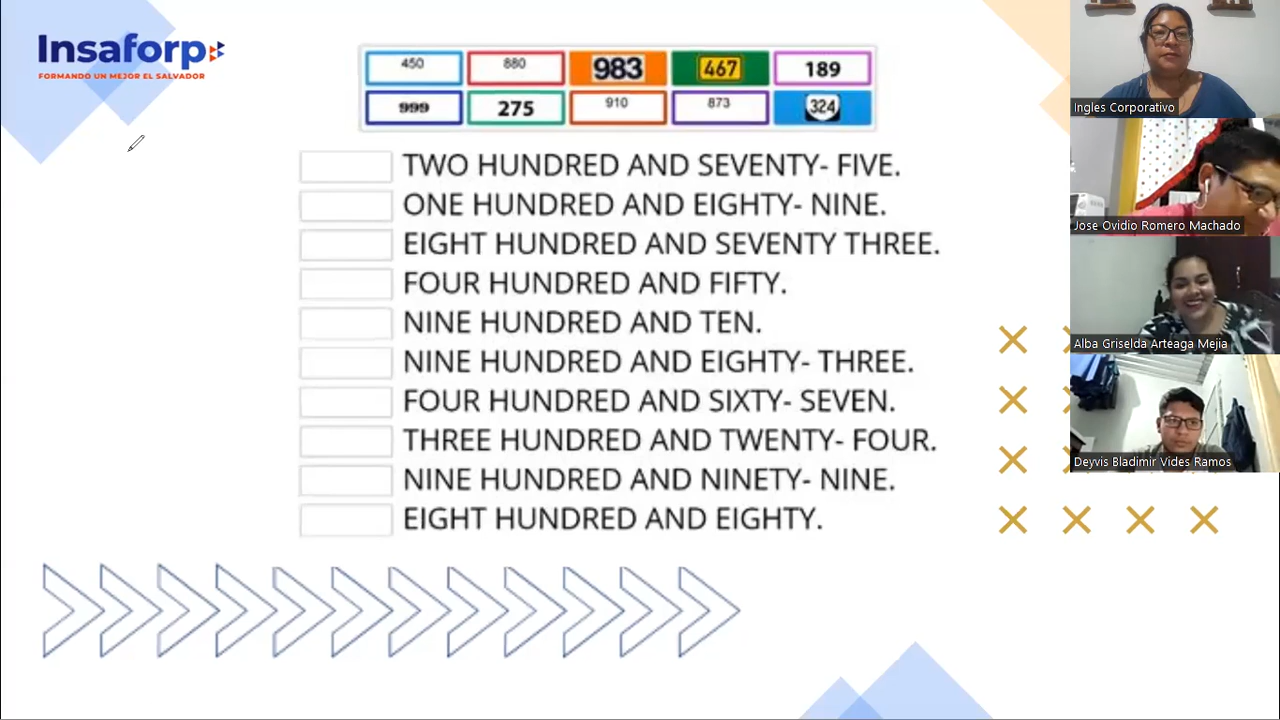 Insaforp
FORMANDO UN MEJOR EL SALVADOR
450 880 983 467 189
999 275 910 873 324
TWO HUNDRED AND SEVENTY- FIVE.
ONE HUNDRED AND EIGHTY- NINE.
EIGHT HUNDRED AND SEVENTY THREE.
FOUR HUNDRED AND FIFTY.
NINE HUNDRED AND TEN.
NINE HUNDRED AND EIGHTY- THREE.
FOUR HUNDRED AND SIXTY- SEVEN.
THREE HUNDRED AND TWENTY- FOUR.
NINE HUNDRED AND NINETY- NINE.
EIGHT HUNDRED AND EIGHTY.
Ingles Corporativo
Jose Ovidio Romero Machado
Alba Griselda Arteaga Mejia
Deyvis Bladimir Vides Ramos